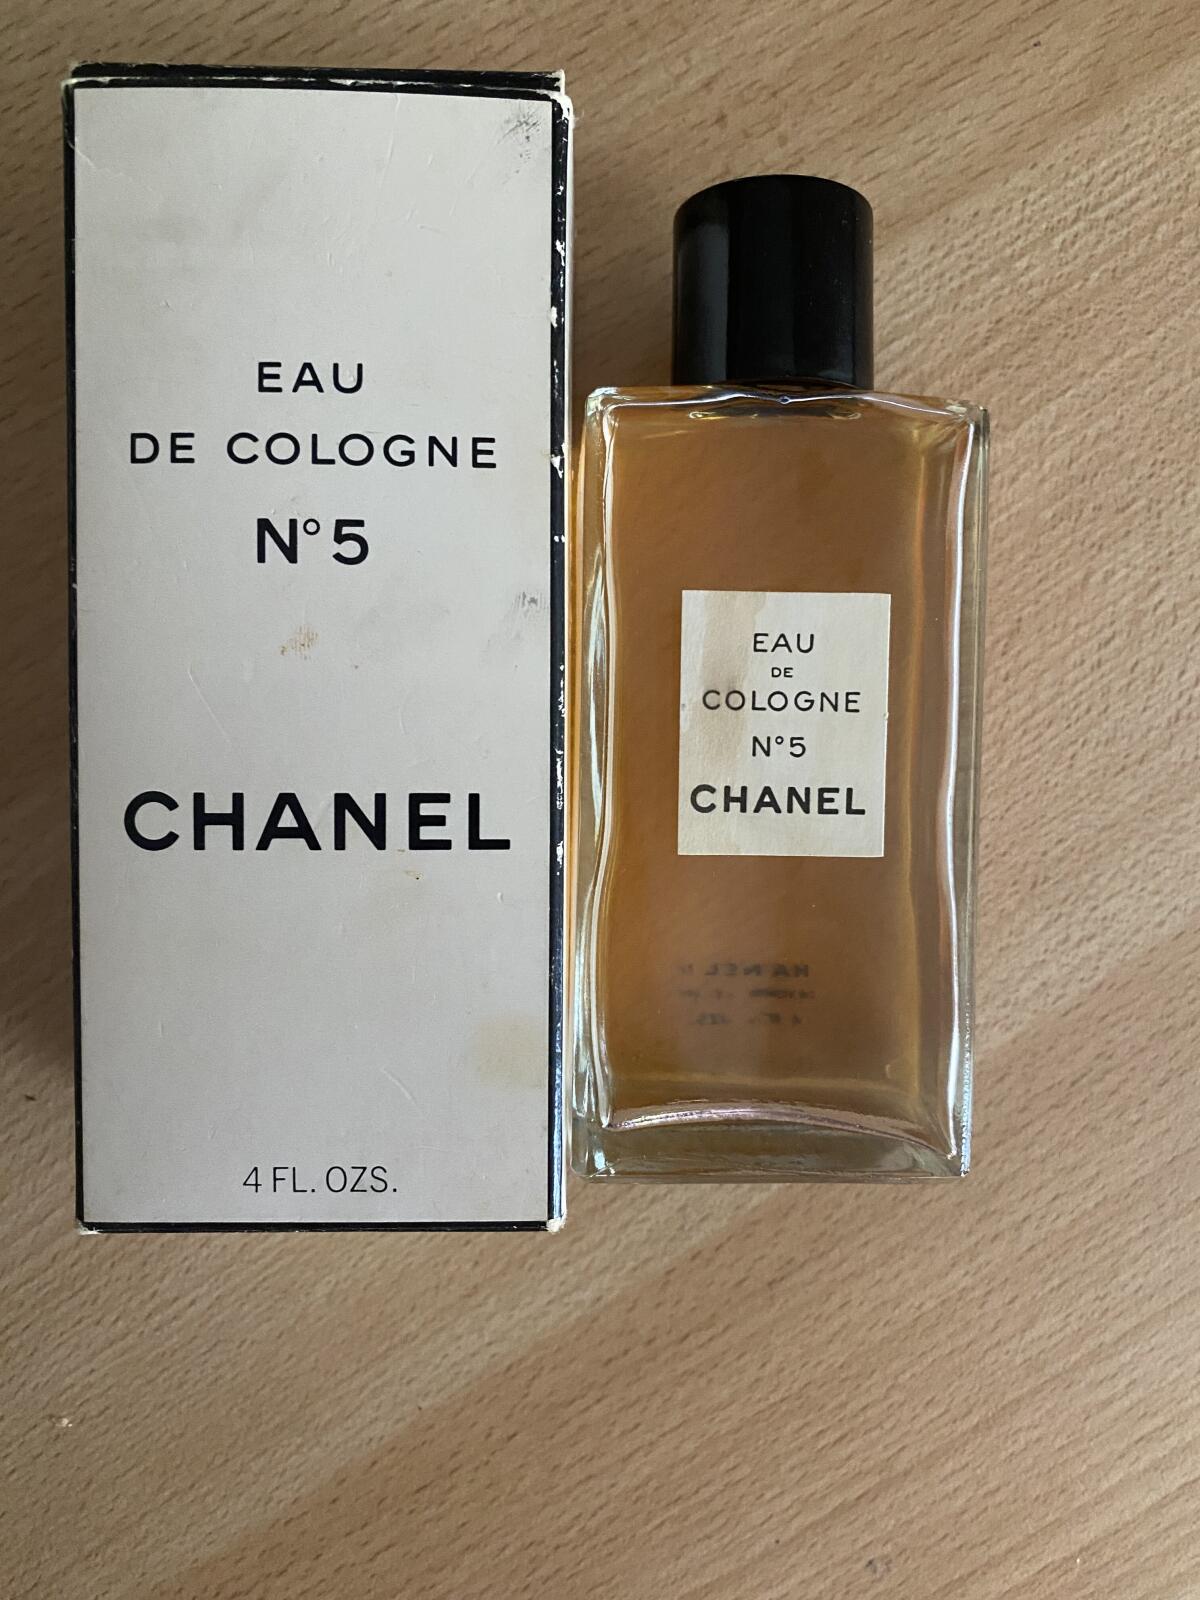 EAU
DE COLOGNE
N°5
CHANEL
4 FL. OZS.
EAU
DE
COLOGNE
N°5
CHANEL